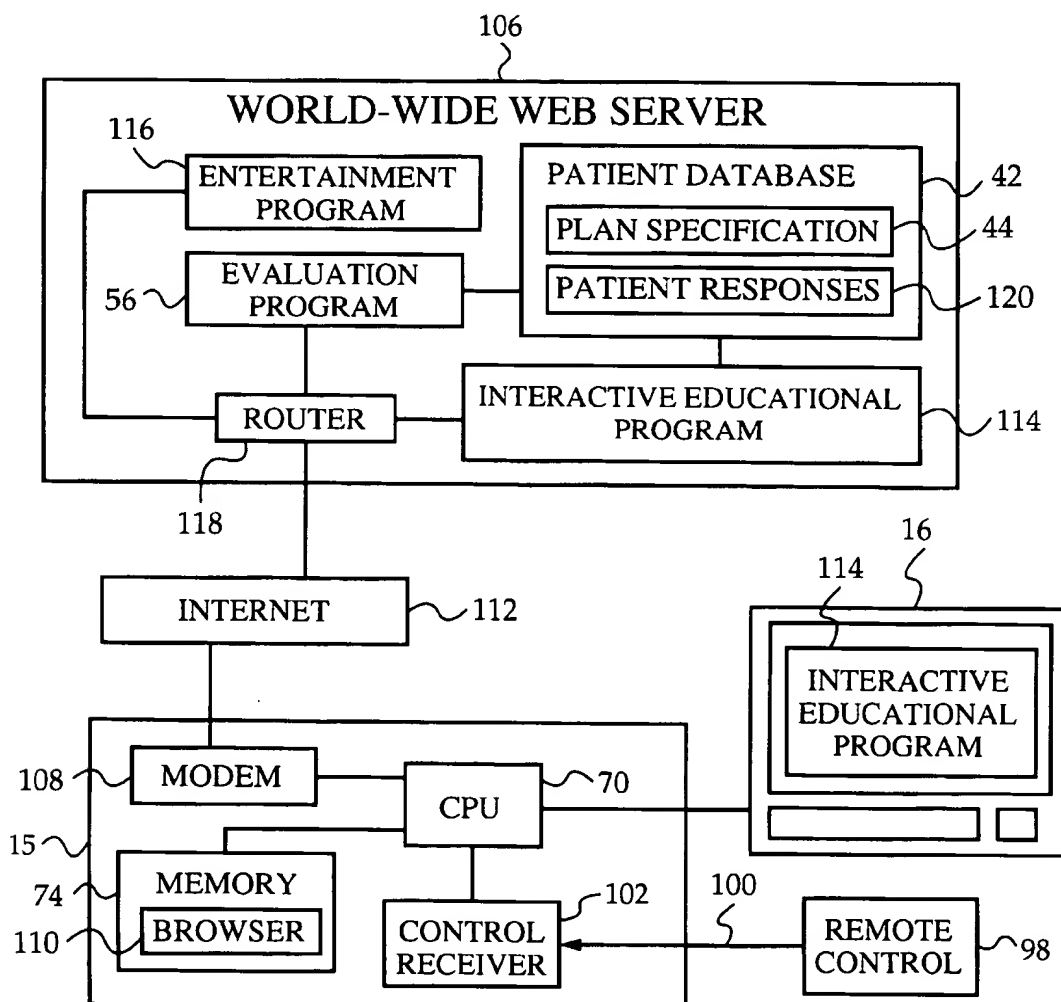 106
WORLD-WIDE WEB SERVER
116
ENTERTAINMENT
PROGRAM
PATIENT DATABASE
42
PLAN SPECIFICATION
44
EVALUATION
PROGRAM
56
PATIENT RESPONSES
120
ROUTER
INTERACTIVE EDUCATIONAL
PROGRAM
114
118
INTERNET
112
16
114
INTERACTIVE
EDUCATIONAL
PROGRAM
108
MODEM
70
CPU
15
74
MEMORY
110
BROWSER
102
CONTROL
RECEIVER
100
REMOTE
CONTROL
98